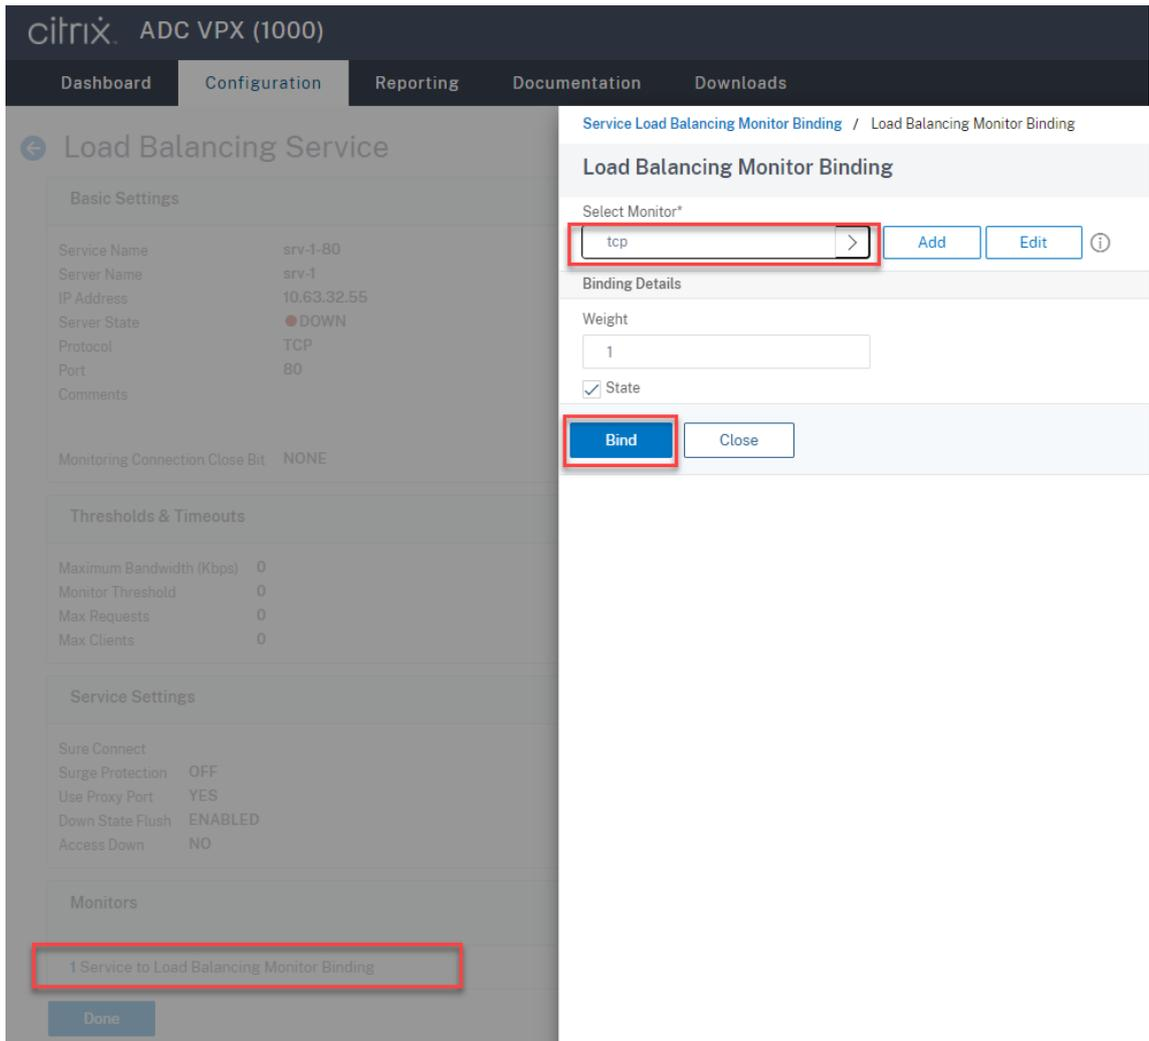 citrix. ADC VPX (1000)
Dashboard Configuration Reporting Documentation Downloads
Load Balancing Service
Basic Settings
Service Name srv-1-80
Server Name srv-1
IP Address 10.63.32.55
Server State DOWN
Protocol TCP
Port 80
Comments
Monitoring Connection Close Bit NONE
Thresholds & Timeouts
Maximum Bandwidth (Kbps) 0
Monitor Threshold 0
Max Requests 0
Max Clients 0
Service Settings
Sure Connect
Surge Protection OFF
Use Proxy Port YES
Down State Flush ENABLED
Access Down NO
Monitors
1 Service to Load Balancing Monitor Binding
Done
Service Load Balancing Monitor Binding / Load Balancing Monitor Binding
Load Balancing Monitor Binding
Select Monitor*
tcp > Add Edit
Binding Details
Weight
1
State
Bind Close